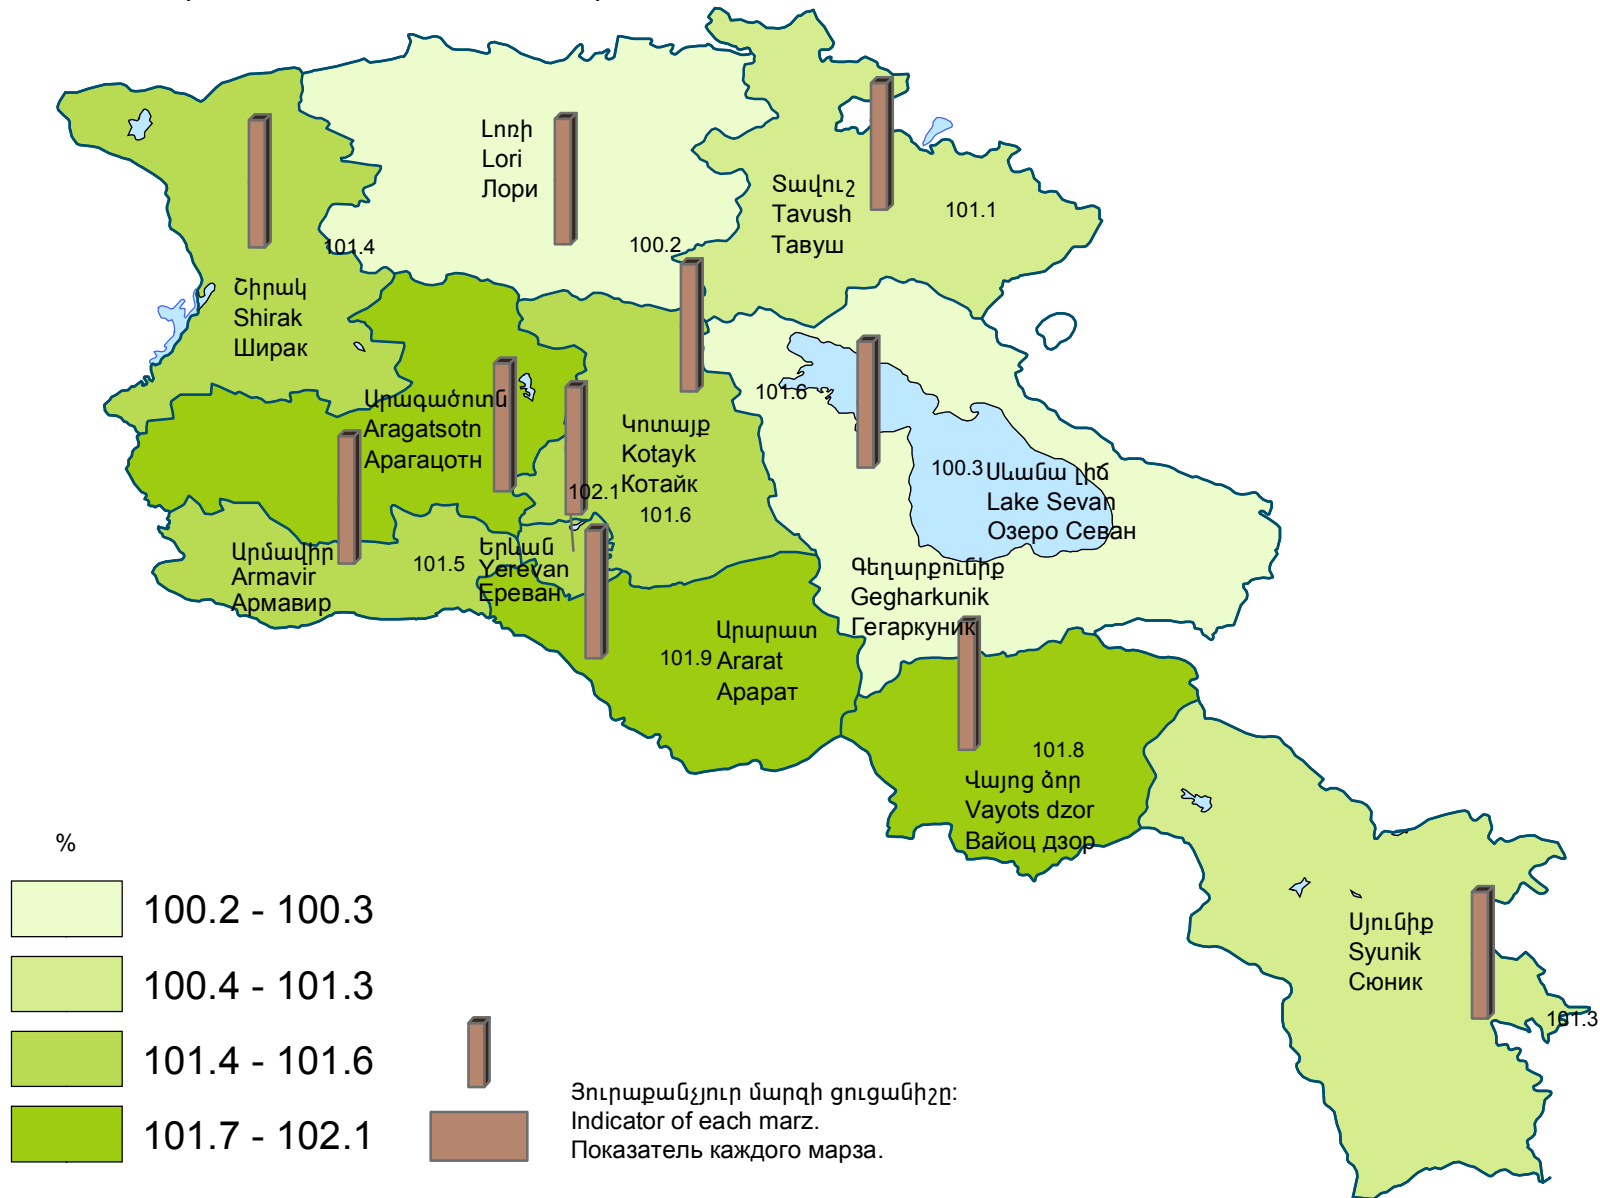 Լոռի
Lori
Лори
100.2
Տավուշ
Tavush
Тавуш
101.1
101.4
Շիրակ
Shirak
Ширак
Արագածոտն
Aragatsotn
Арагацотн
102.1
Կոտայք
Kotayk
Котайк
101.6
101.6
100.3
Սևանա լիճ
Lake Sevan
Озеро Севан
Արմավիր
Armavir
Армавир
101.5
Երևան
Yerevan
Ереван
Գեղարքունիք
Gegharkunik
Гегаркуник
101.9
Արարատ
Ararat
Арарат
101.8
Վայոց ձոր
Vayots dzor
Вайоц дзор
Սյունիք
Syunik
Сюник
101.3
%
100.2 - 100.3
100.4 - 101.3
101.4 - 101.6
101.7 - 102.1
Յուրաքանչյուր մարզի ցուցանիշը:
Indicator of each marz.
Показатель каждого марза.